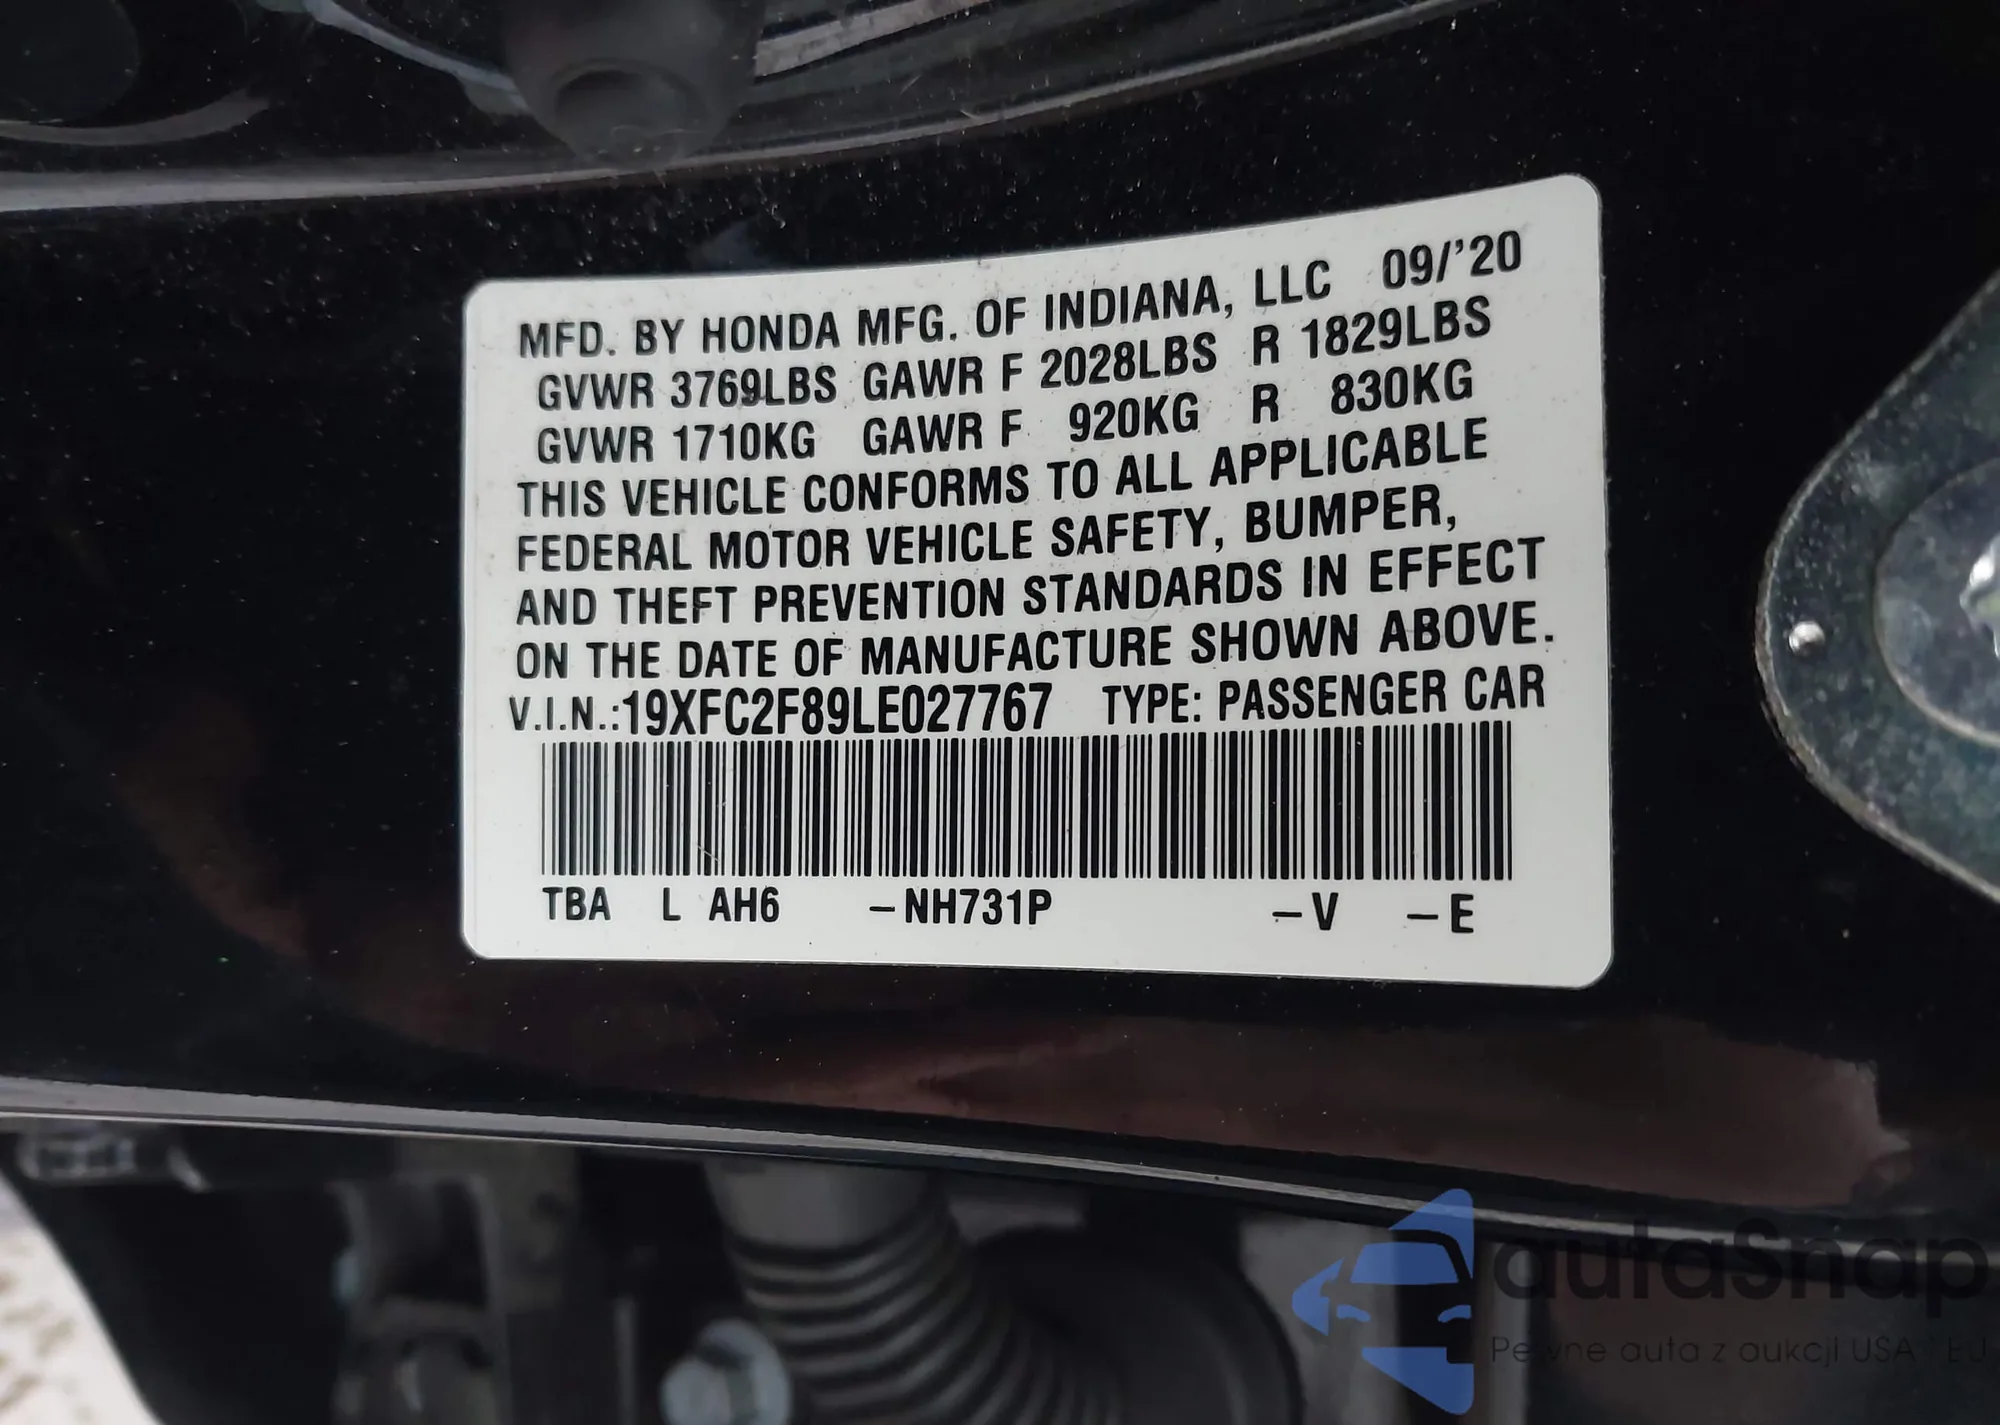 MFD. BY HONDA MFG. OF INDIANA, LLC 09/'20
GVWR 3769LBS GAWR F 2028LBS R 1829LBS
GVWR 1710KG GAWR F 920KG R 830KG
THIS VEHICLE CONFORMS TO ALL APPLICABLE
FEDERAL MOTOR VEHICLE SAFETY, BUMPER,
AND THEFT PREVENTION STANDARDS IN EFFECT
ON THE DATE OF MANUFACTURE SHOWN ABOVE.
V.I.N.:19XFC2F89LE027767 TYPE: PASSENGER CAR
TBA L AH6 –NH731P –V –E
autaSnap
Pewne auta z aukcji USA i EU